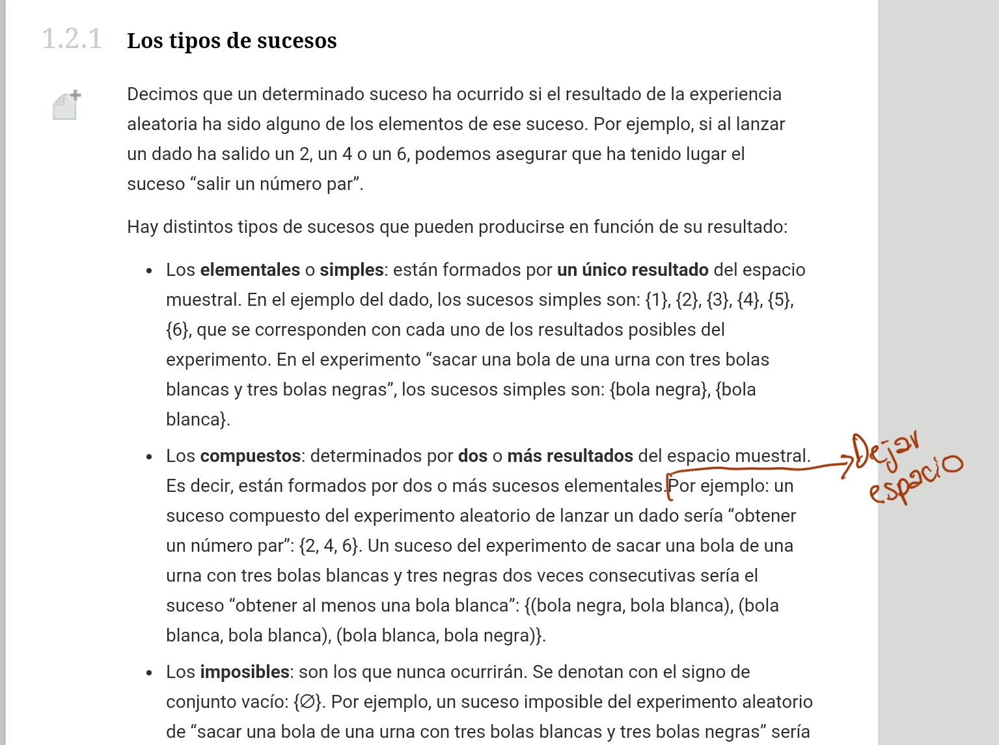 1.2.1 Los tipos de sucesos
Decimos que un determinado suceso ha ocurrido si el resultado de la experiencia
aleatoria ha sido alguno de los elementos de ese suceso. Por ejemplo, si al lanzar
un dado ha salido un 2, un 4 o un 6, podemos asegurar que ha tenido lugar el
suceso “salir un número par”.
Hay distintos tipos de sucesos que pueden producirse en función de su resultado:
• Los elementales o simples: están formados por un único resultado del espacio
muestral. En el ejemplo del dado, los sucesos simples son: {1}, {2}, {3}, {4}, {5},
{6}, que se corresponden con cada uno de los resultados posibles del
experimento. En el experimento “sacar una bola de una urna con tres bolas
blancas y tres bolas negras”, los sucesos simples son: {bola negra}, {bola
blanca}.
• Los compuestos: determinados por dos o más resultados del espacio muestral.
Es decir, están formados por dos o más sucesos elementales.Por ejemplo: un
suceso compuesto del experimento aleatorio de lanzar un dado sería “obtener
un número par”: {2, 4, 6}. Un suceso del experimento de sacar una bola de una
urna con tres bolas blancas y tres negras dos veces consecutivas sería el
suceso “obtener al menos una bola blanca”: {(bola negra, bola blanca), (bola
blanca, bola blanca), (bola blanca, bola negra)}.
• Los imposibles: son los que nunca ocurrirán. Se denotan con el signo de
conjunto vacío: {∅}. Por ejemplo, un suceso imposible del experimento aleatorio
de “sacar una bola de una urna con tres bolas blancas y tres bolas negras” sería
Dejar
espacio